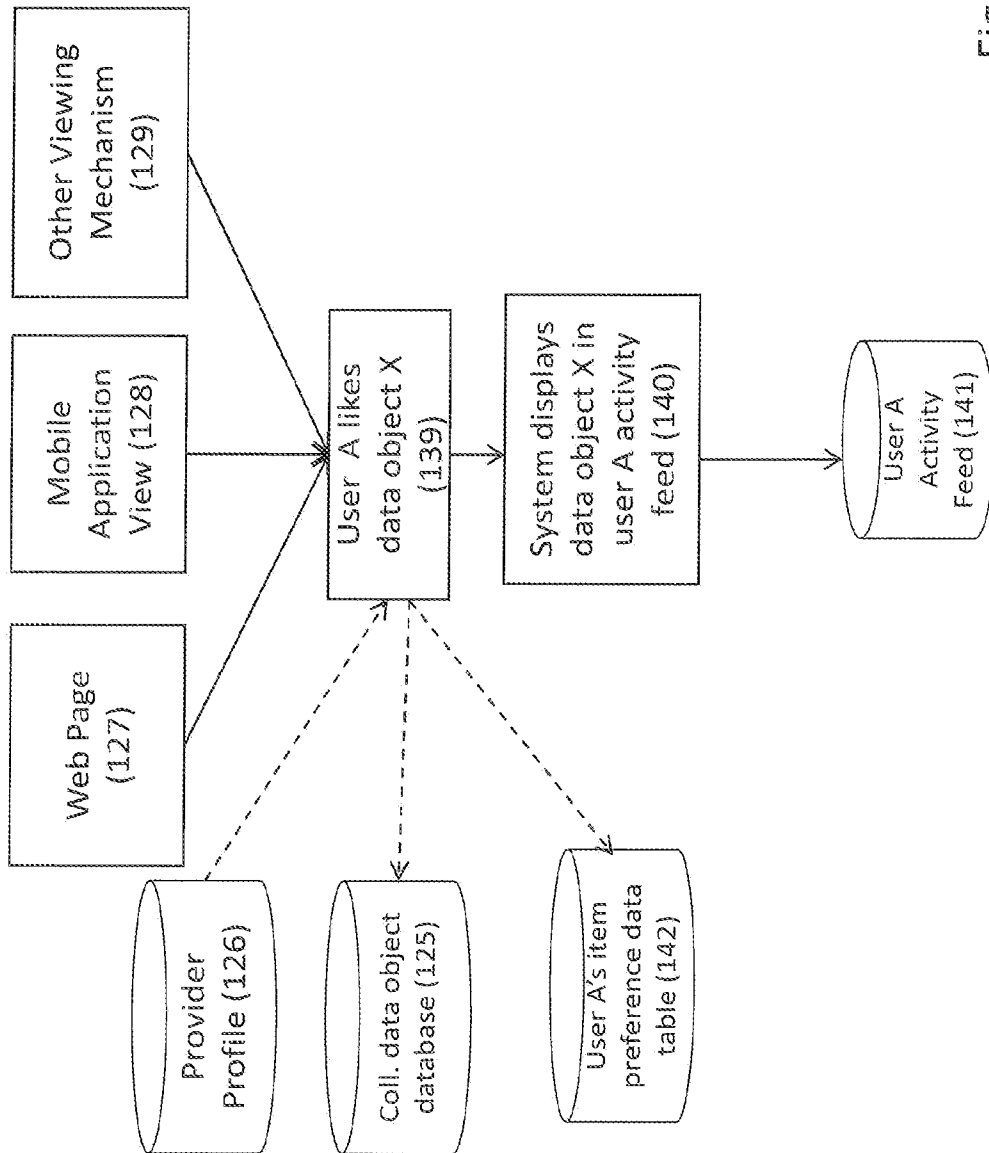 Web Page
(127)
Mobile
Application
View (128)
Other Viewing
Mechanism
(129)
Provider
Profile (126)
User A likes
data object X
(139)
Coll. data object
database (125)
System displays
data object X in
user A activity
feed (140)
User A's item
preference data
table (142)
User A
Activity
Feed (141)